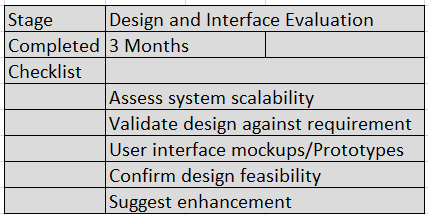 Stage Design and Interface Evaluation
Completed 3 Months
Checklist
Assess system scalability
Validate design against requirement
User interface mockups/Prototypes
Confirm design feasibility
Suggest enhancement